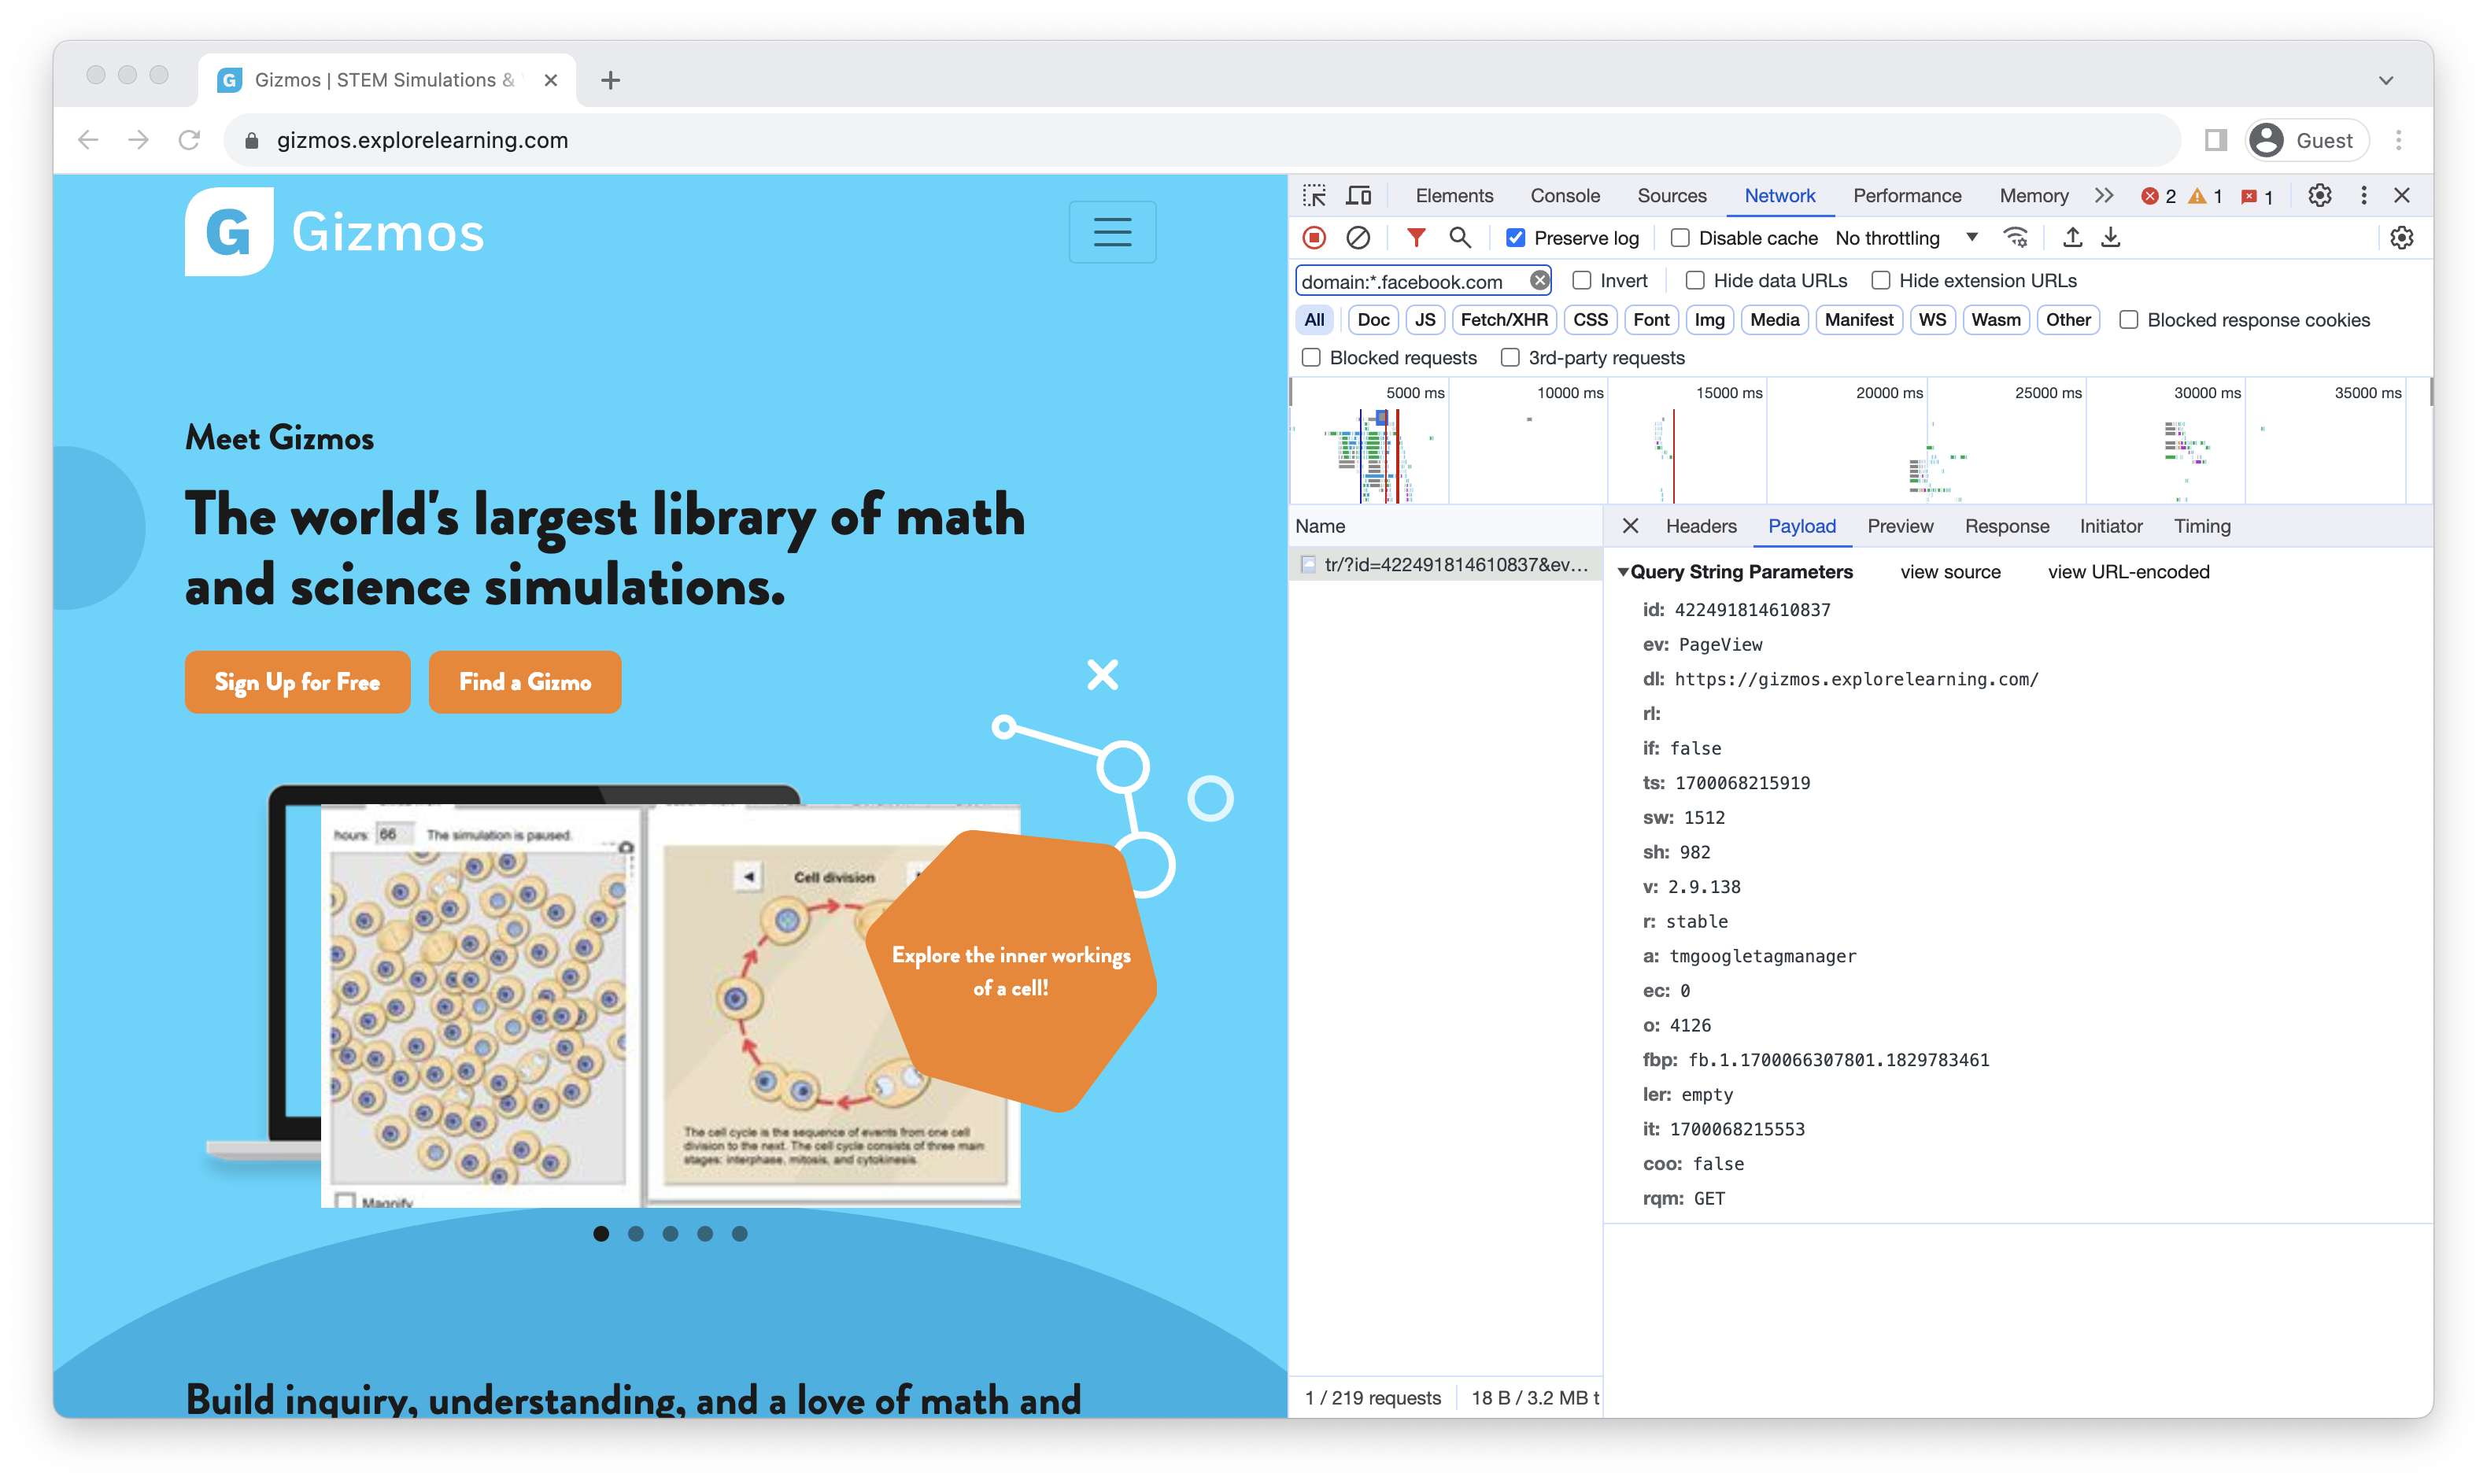 Gizmos | STEM Simulations &
gizmos.explorelearning.com
Guest
G Gizmos
Meet Gizmos
The world's largest library of math
and science simulations.
Sign Up for Free
Find a Gizmo
hours: 66 The simulation is paused.
Cell division
Explore the inner workings
of a cell!
The cell cycle is the sequence of events from one cell
division to the next. The cell cycle consists of three main
stages: interphase, mitosis, and cytokinesis.
Magnify
Build inquiry, understanding, and a love of math and
Elements Console Sources Network Performance Memory 2 1 1
Preserve log Disable cache No throttling
domain:*.facebook.com Invert Hide data URLs Hide extension URLs
All Doc JS Fetch/XHR CSS Font Img Media Manifest WS Wasm Other Blocked response cookies
Blocked requests 3rd-party requests
5000 ms 10000 ms 15000 ms 20000 ms 25000 ms 30000 ms 35000 ms
Name
tr/?id=422491814610837&ev...
1 / 219 requests 18 B / 3.2 MB t
Headers Payload Preview Response Initiator Timing
Query String Parameters view source view URL-encoded
id: 422491814610837
ev: PageView
dl: https://gizmos.explorelearning.com/
rl:
if: false
ts: 1700068215919
sw: 1512
sh: 982
v: 2.9.138
r: stable
a: tmgoogletagmanager
ec: 0
o: 4126
fbp: fb.1.1700066307801.1829783461
ler: empty
it: 1700068215553
coo: false
rqm: GET